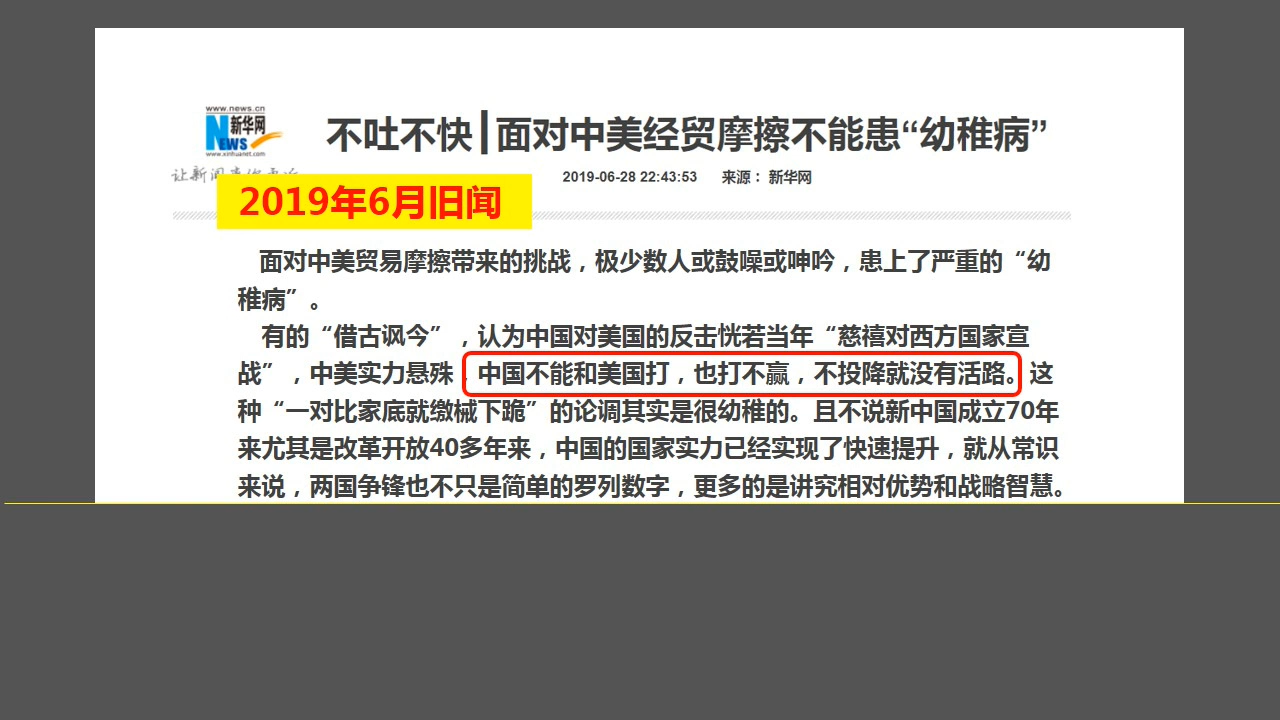 www.news.cn
新华网
NEWS
www.xinhuanet.com
不吐不快|面对中美经贸摩擦不能患“幼稚病”
2019-06-28 22:43:53 来源： 新华网
2019年6月旧闻
面对中美贸易摩擦带来的挑战，极少数人或鼓噪或呻吟，患上了严重的“幼
稚病”。
有的“借古讽今”，认为中国对美国的反击恍若当年“慈禧对西方国家宣
战”，中美实力悬殊，中国不能和美国打，也打不赢，不投降就没有活路。这
种“一对比家底就缴械下跪”的论调其实是很幼稚的。且不说新中国成立70年
来尤其是改革开放40多年来，中国的国家实力已经实现了快速提升，就从常识
来说，两国争锋也不只是简单的罗列数字，更多的是讲究相对优势和战略智慧。